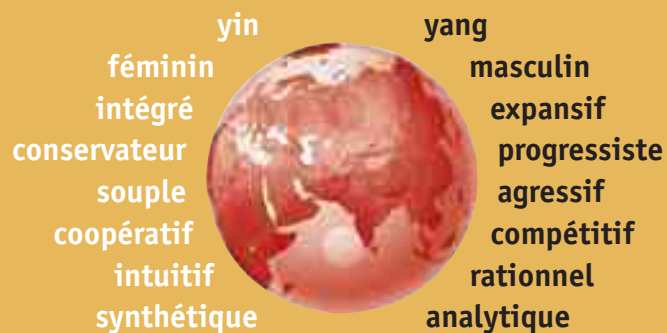 yin yang
féminin masculin
intégré expansif
conservateur progressiste
souple agressif
coopératif compétitif
intuitif rationnel
synthétique analytique